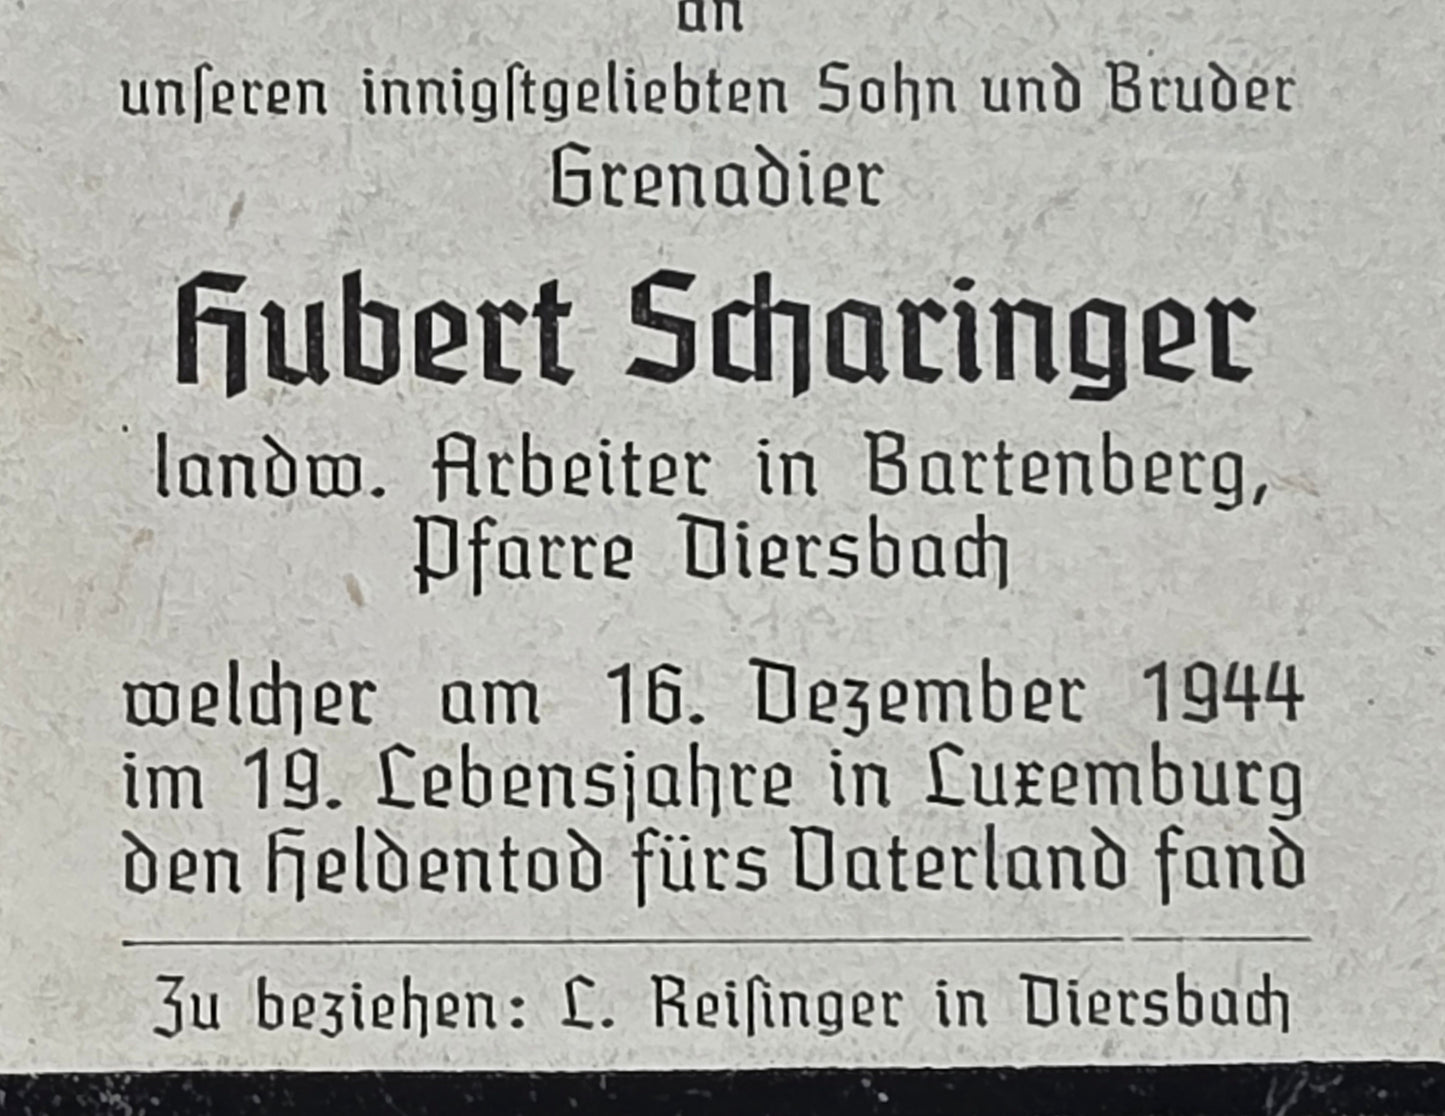 an
unſeren innigſtgeliebten Sohn und Bruder
Grenadier
Hubert Scharinger
landw. Arbeiter in Bartenberg,
Pfarre Diersbach
welcher am 16. Dezember 1944
im 19. Lebensjahre in Luxemburg
den Heldentod fürs Vaterland fand
Zu beziehen: L. Reiſinger in Diersbach